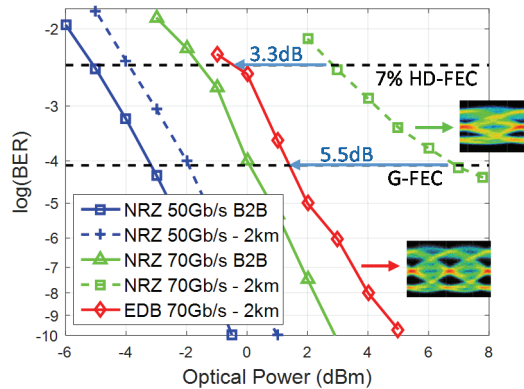 -2
-3
-4
-5
-6
-7
-8
-9
-10
log(BER)
3.3dB
7% HD-FEC
5.5dB
G-FEC
NRZ 50Gb/s B2B
NRZ 50Gb/s - 2km
NRZ 70Gb/s B2B
NRZ 70Gb/s - 2km
EDB 70Gb/s - 2km
-6 -4 -2 0 2 4 6 8
Optical Power (dBm)